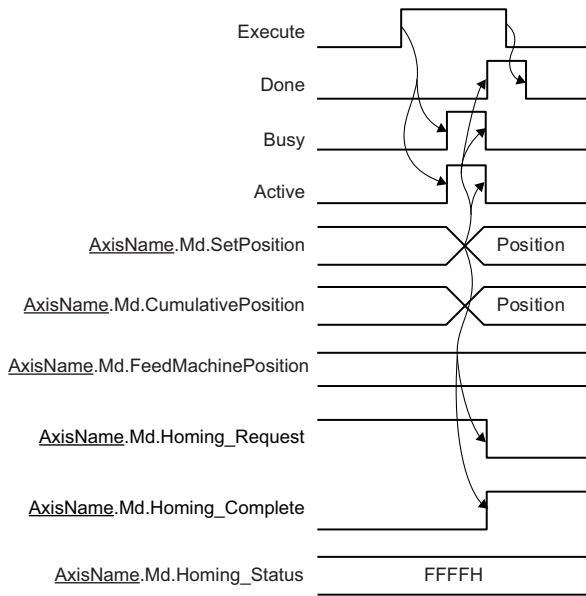 Execute
Done
Busy
Active
AxisName.Md.SetPosition
Position
AxisName.Md.CumulativePosition
Position
AxisName.Md.FeedMachinePosition
AxisName.Md.Homing_Request
AxisName.Md.Homing_Complete
AxisName.Md.Homing_Status
FFFFH